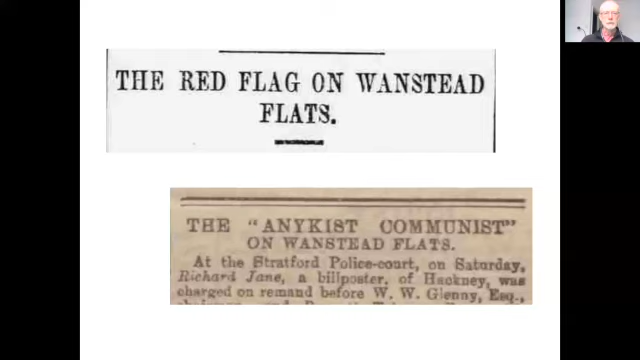 THE RED FLAG ON WANSTEAD
FLATS.
THE "ANYKIST COMMUNIST"
ON WANSTEAD FLATS.
At the Stratford Police-court, on Saturday,
Richard Jane, a billposter, of Hackney, was
charged on remand before W. W. Glenny, Esq.,